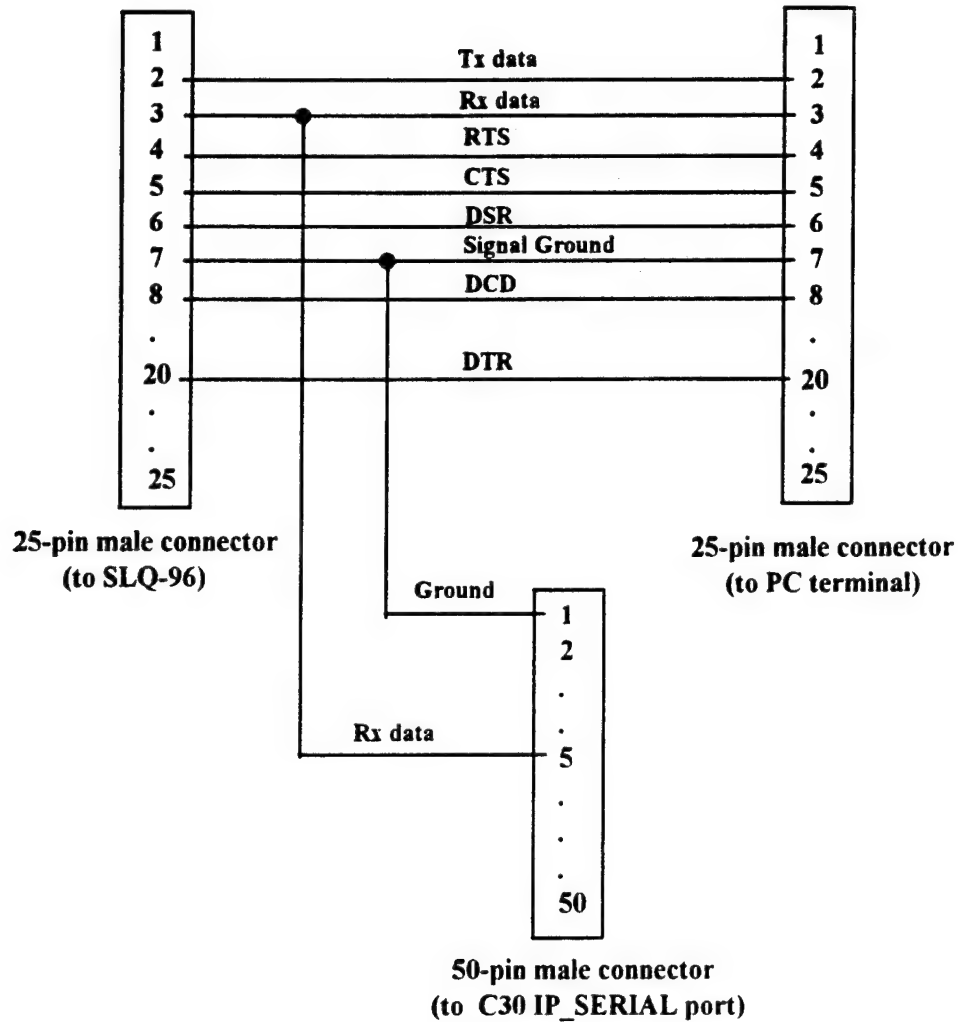 1 1
2 Tx data 2
3 Rx data 3
4 RTS 4
5 CTS 5
6 DSR 6
7 Signal Ground 7
8 DCD 8
. .
20 DTR 20
. .
. .
25 25
25-pin male connector
(to SLQ-96)
25-pin male connector
(to PC terminal)
Ground 1
2
.
.
Rx data 5
.
.
.
50
50-pin male connector
(to C30 IP_SERIAL port)